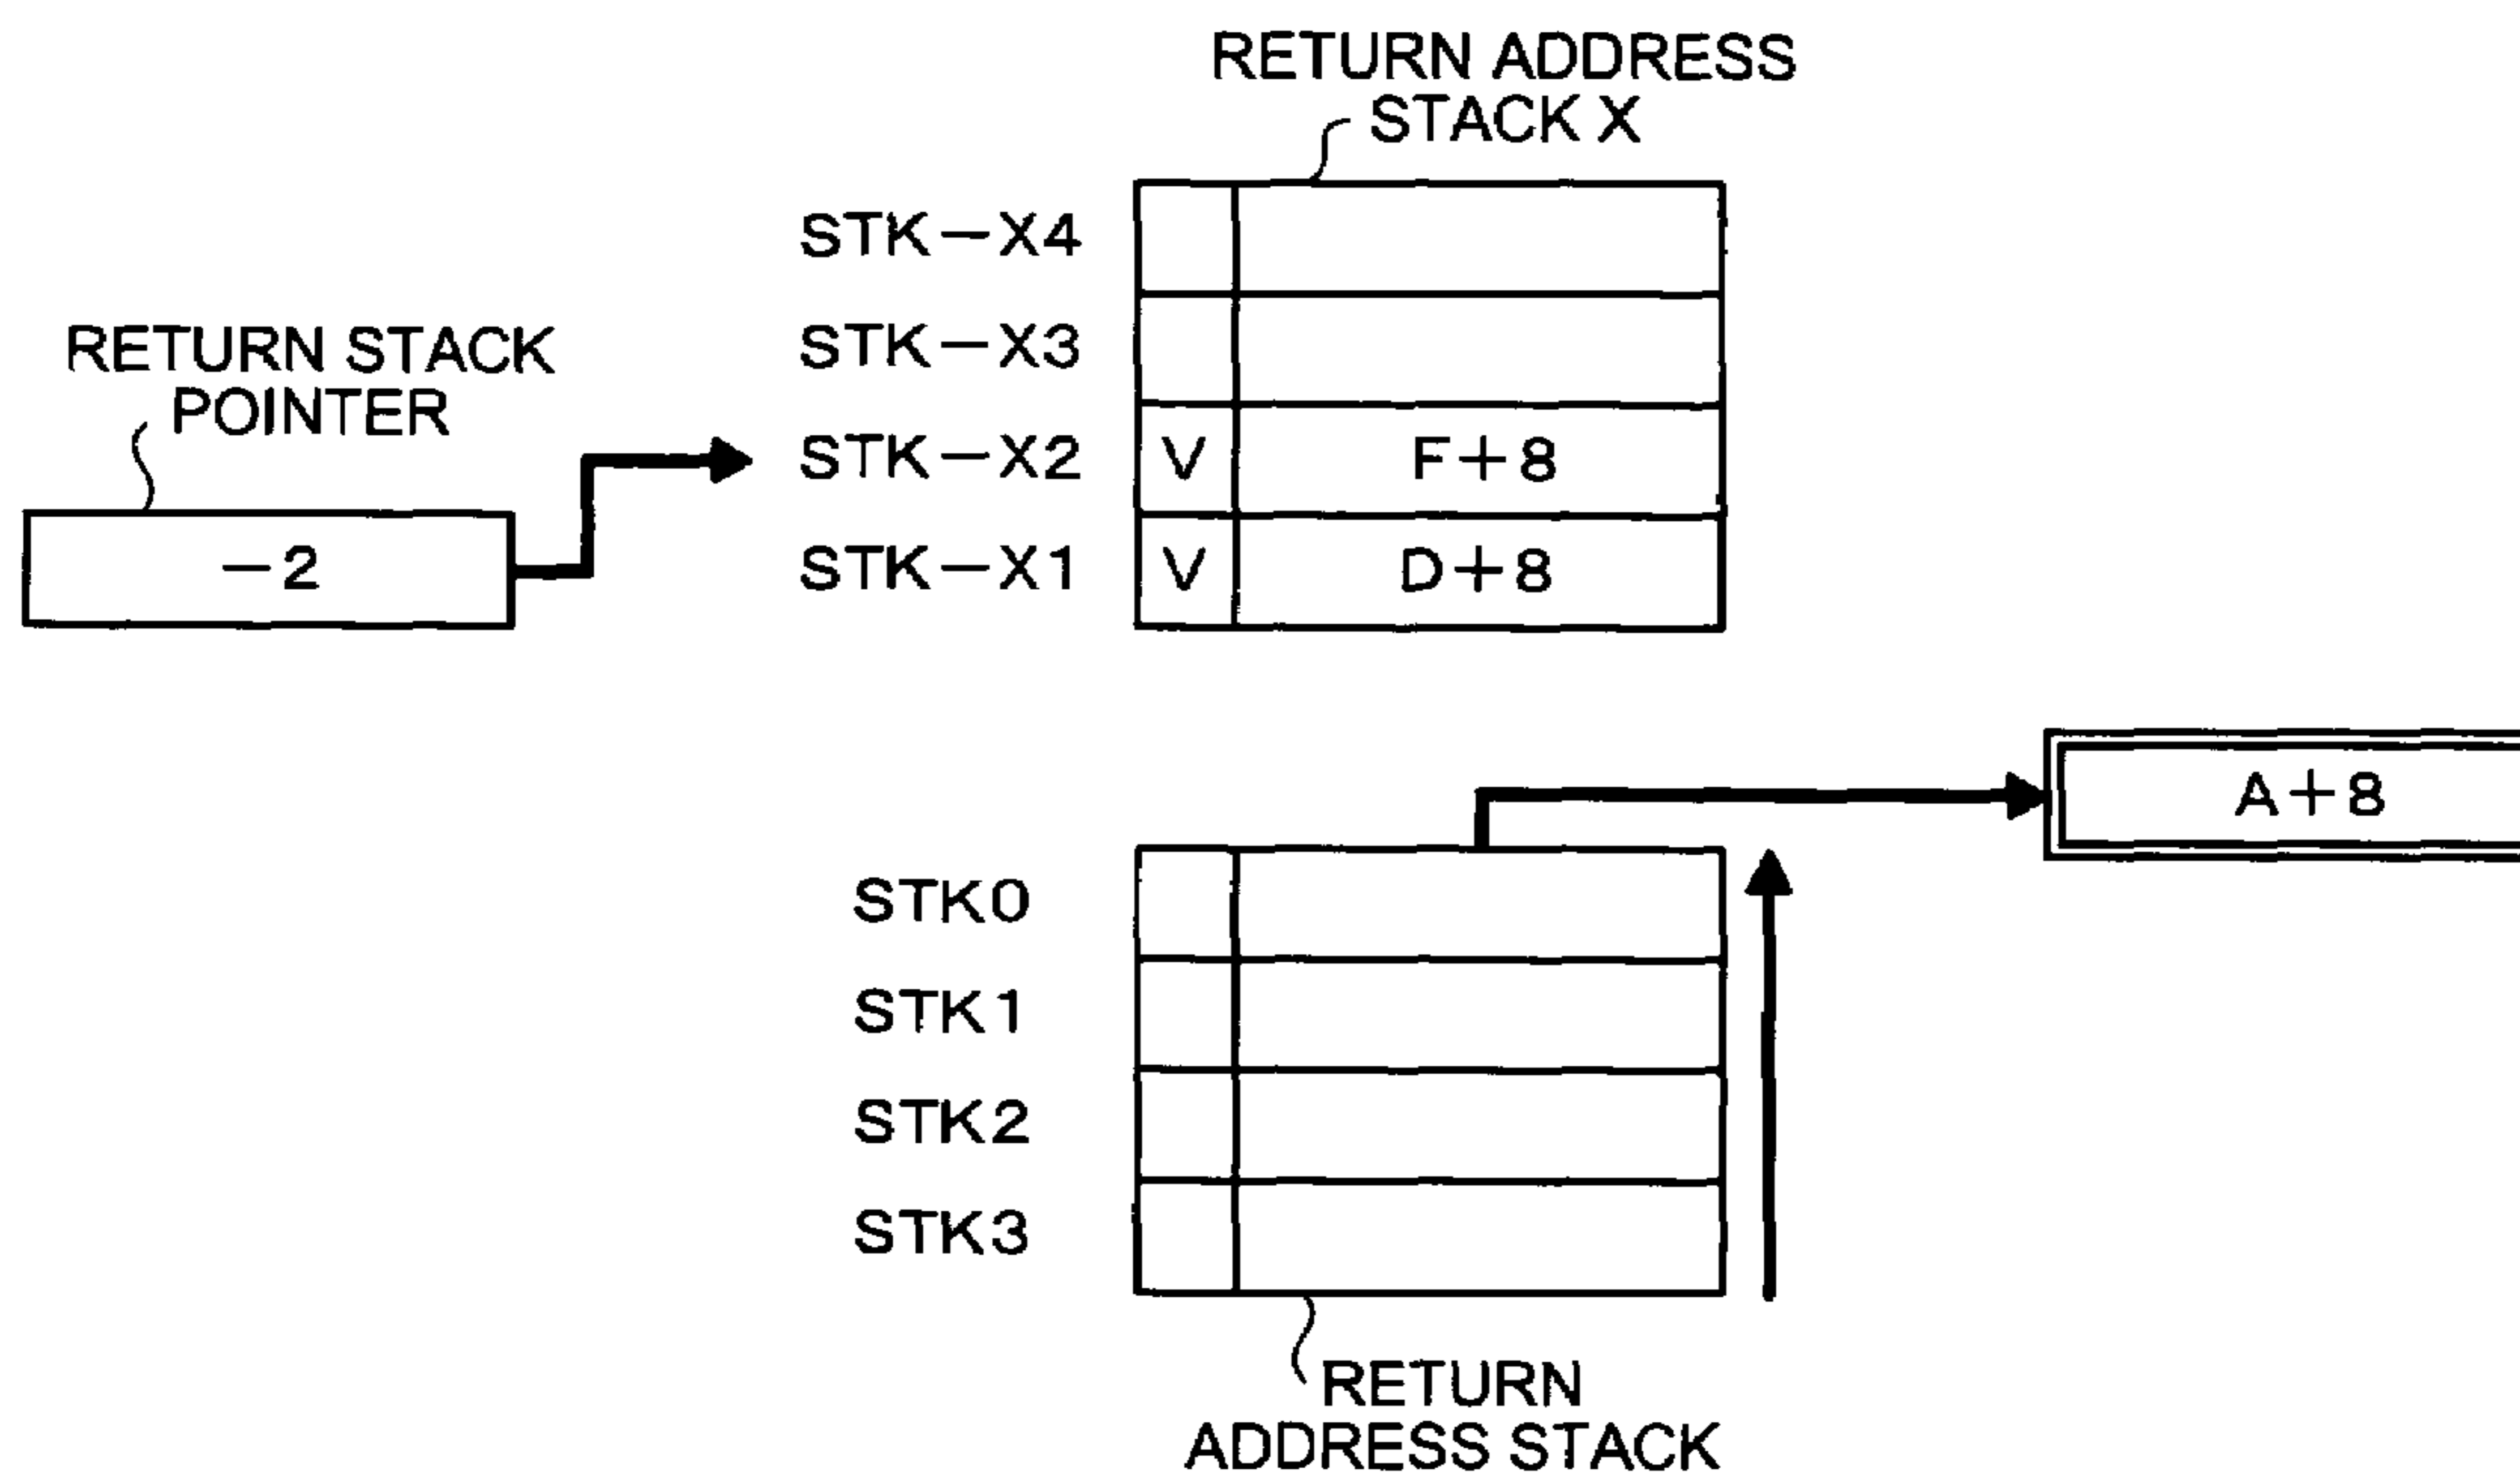 RETURN ADDRESS
STACK X
STK−X4
STK−X3
RETURN STACK
POINTER
STK−X2 V F+8
−2
STK−X1 V D+8
A+8
STK0
STK1
STK2
STK3
RETURN
ADDRESS STACK